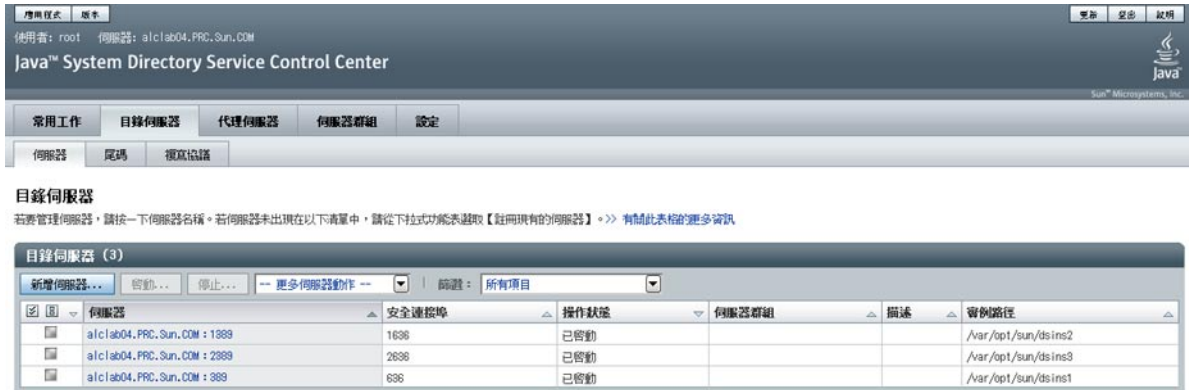 應用程式 版本 更新 登出 說明
使用者: root 伺服器: alclab04.PRC.Sun.COM
Java™ System Directory Service Control Center
Java
Sun™ Microsystems, Inc.
常用工作 目錄伺服器 代理伺服器 伺服器群組 設定
伺服器 尾碼 複寫協議
目錄伺服器
若要管理伺服器，請按一下伺服器名稱。若伺服器未出現在以下清單中，請從下拉式功能表選取【註冊現有的伺服器】。>> 有關此表格的更多資訊
目錄伺服器 (3)
新增伺服器... 啟動... 停止... -- 更多伺服器動作 -- 篩選： 所有項目
伺服器 安全連接埠 操作狀態 伺服器群組 描述 實例路徑
alclab04.PRC.Sun.COM：1389 1636 已啟動 /var/opt/sun/dsins2
alclab04.PRC.Sun.COM：2389 2636 已啟動 /var/opt/sun/dsins3
alclab04.PRC.Sun.COM：389 636 已啟動 /var/opt/sun/dsins1